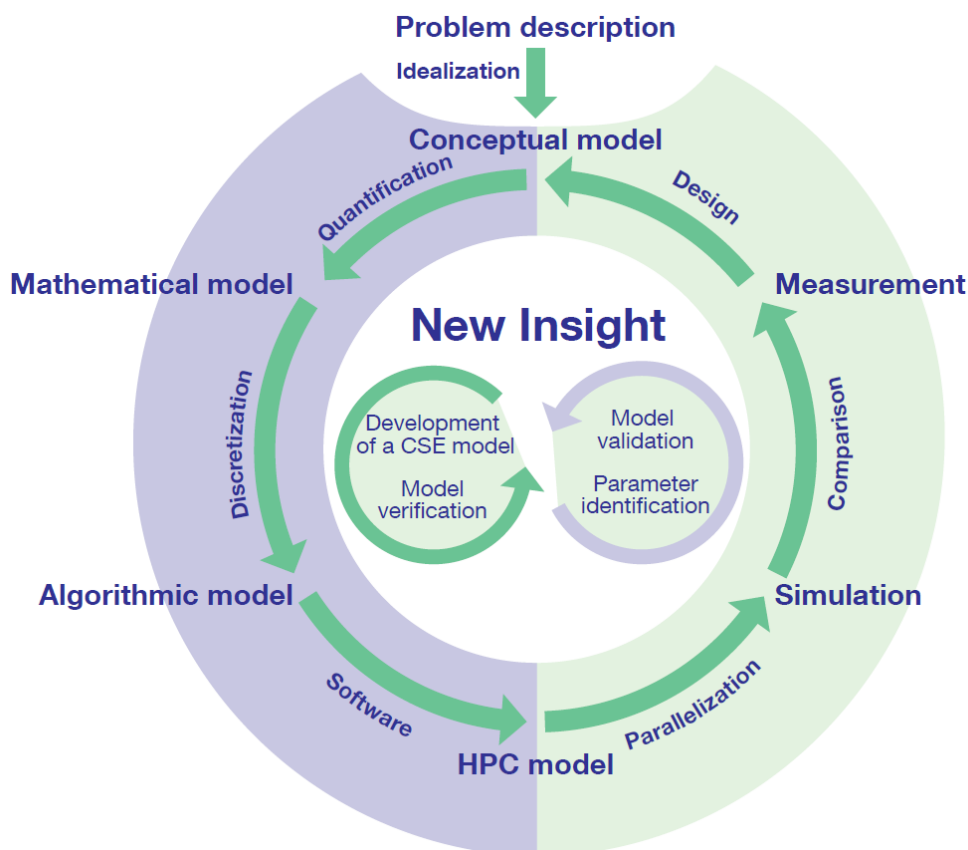 Problem description
Idealization
Conceptual model
Quantification
Design
Mathematical model
Measurement
New Insight
Discretization
Development
of a CSE model
Model
verification
Model
validation
Parameter
identification
Comparison
Algorithmic model
Simulation
Software
Parallelization
HPC model